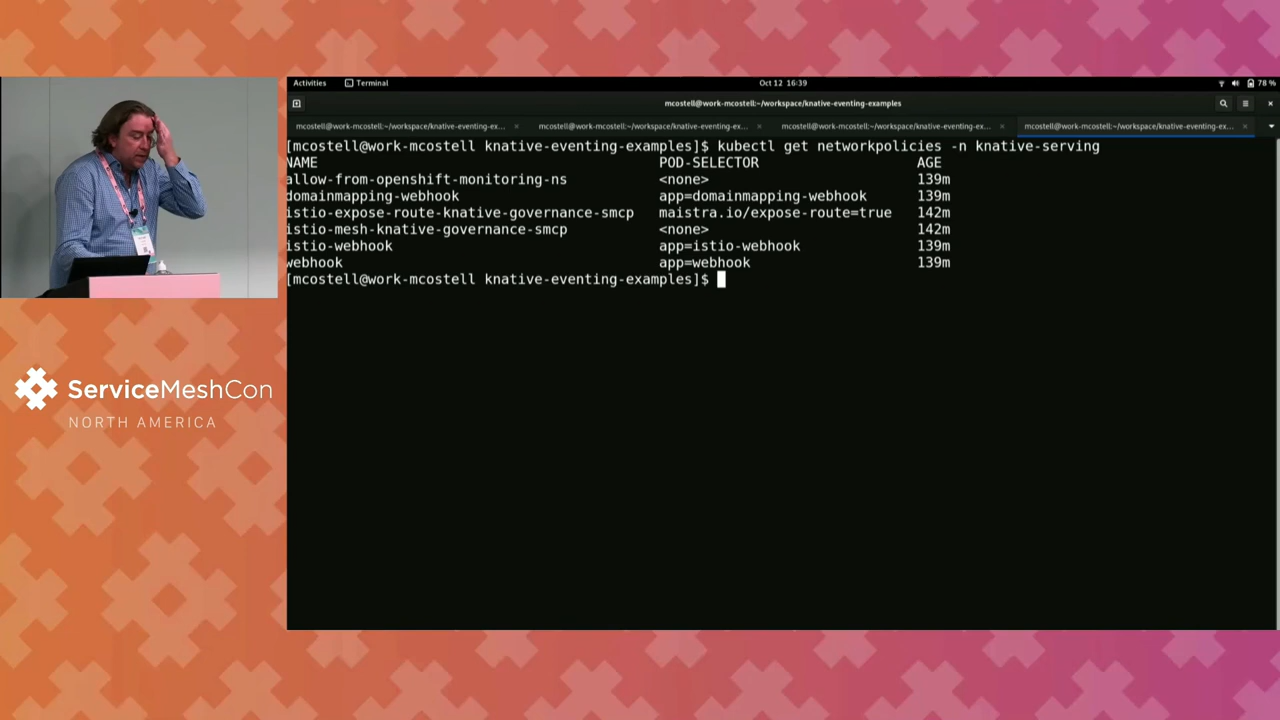 Activities
Terminal
Oct 12 16:39
78 %
mcostell@work-mcostell:~/workspace/knative-eventing-examples
mcostell@work-mcostell:~/workspace/knative-eventing-ex...
mcostell@work-mcostell:~/workspace/knative-eventing-ex...
mcostell@work-mcostell:~/workspace/knative-eventing-ex...
mcostell@work-mcostell:~/workspace/knative-eventing-ex...
[mcostell@work-mcostell knative-eventing-examples]$ kubectl get networkpolicies -n knative-serving
NAME POD-SELECTOR AGE
allow-from-openshift-monitoring-ns <none> 139m
domainmapping-webhook app=domainmapping-webhook 139m
istio-expose-route-knative-governance-smcp maistra.io/expose-route=true 142m
istio-mesh-knative-governance-smcp <none> 142m
istio-webhook app=istio-webhook 139m
webhook app=webhook 139m
[mcostell@work-mcostell knative-eventing-examples]$
ServiceMeshCon
NORTH AMERICA